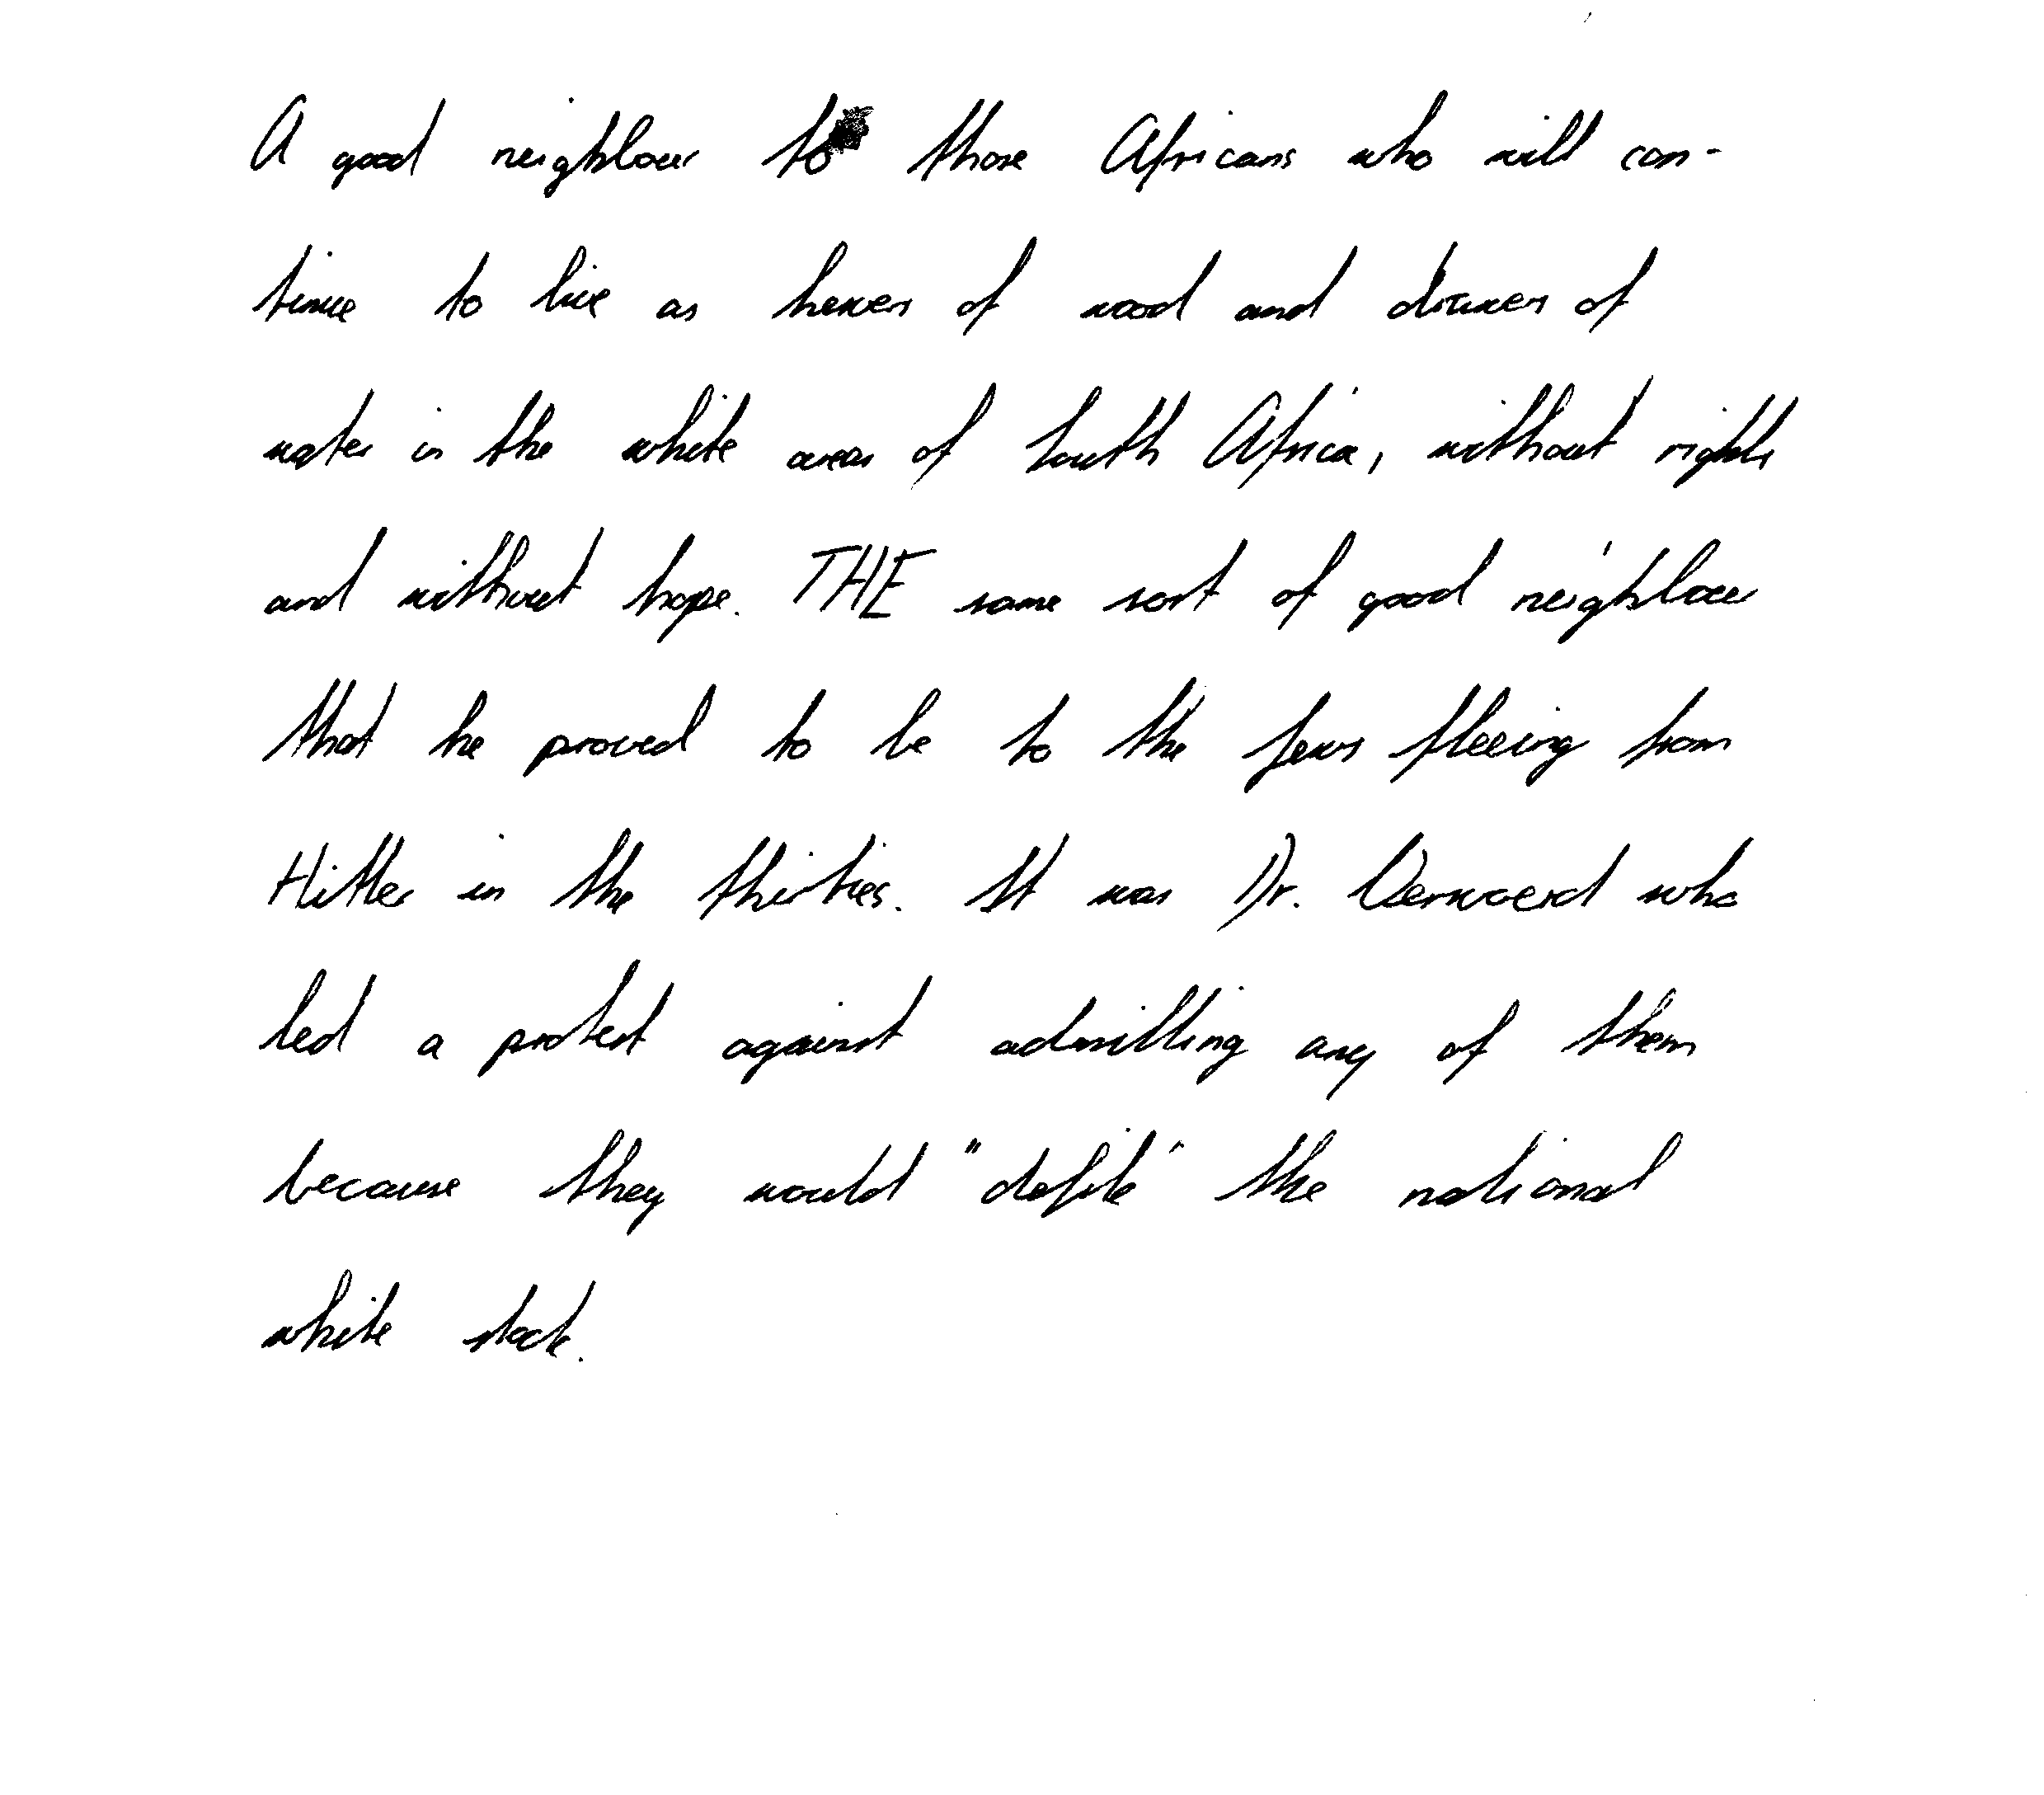 A good neighbour to those Africans who will con-
tinue to live as hewers of wood and drawers of
water in the white areas of South Africa, without rights
and without hope. THE same sort of good neighbour
that he proved to be to the Jews fleeing from
Hitler in the thirties. It was Dr. Verwoerd who
led a protest against admitting any of them
because they would "defile" the national
white stock.